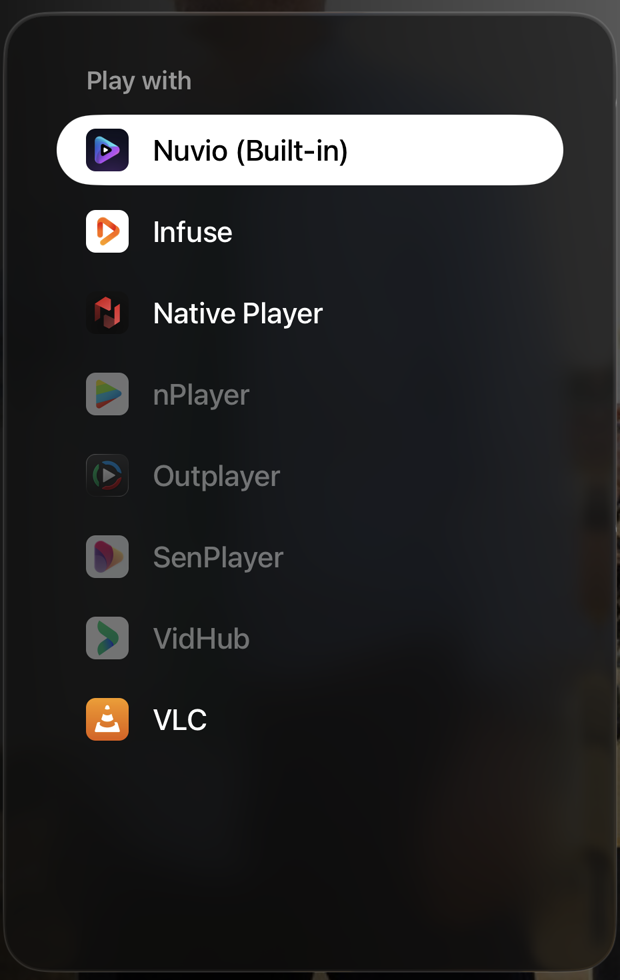 Play with
Nuvio (Built-in)
Infuse
Native Player
nPlayer
Outplayer
SenPlayer
VidHub
VLC